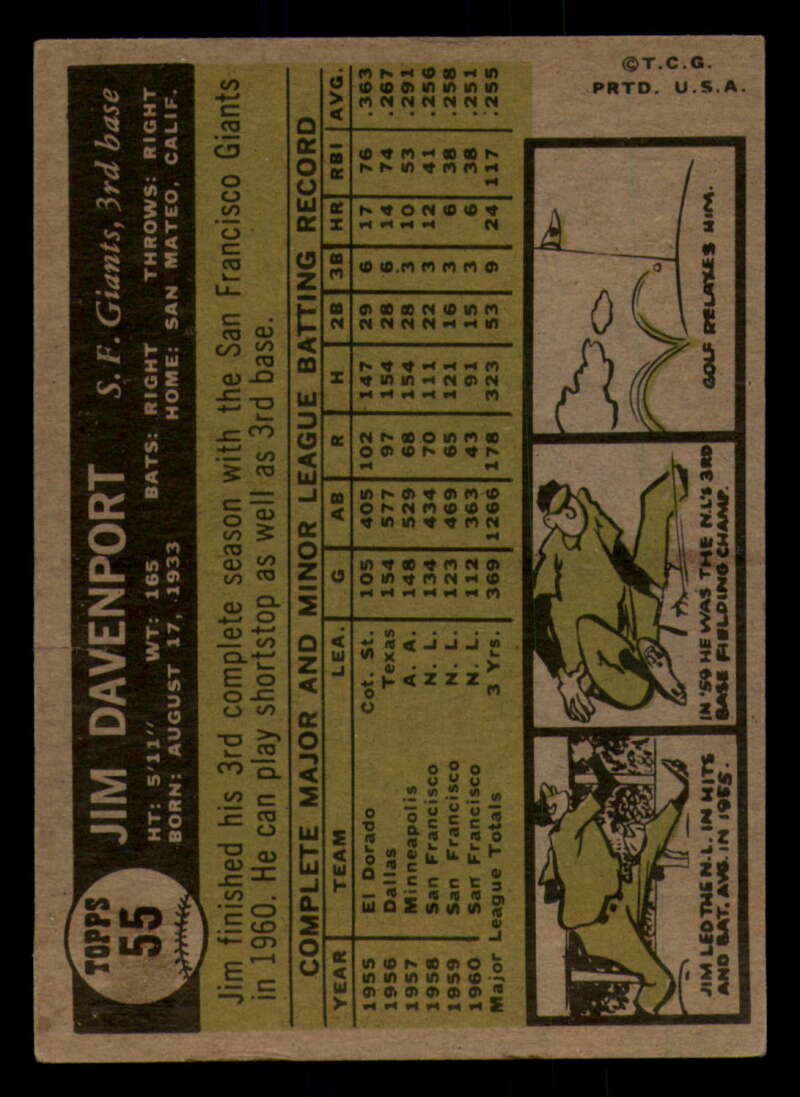 TOPPS
55
JIM DAVENPORT S. F. Giants, 3rd base
HT: 5'11" WT: 165 BATS: RIGHT THROWS: RIGHT
BORN: AUGUST 17, 1933 HOME: SAN MATEO, CALIF.
Jim finished his 3rd complete season with the San Francisco Giants
in 1960. He can play shortstop as well as 3rd base.
COMPLETE MAJOR AND MINOR LEAGUE BATTING RECORD
YEAR TEAM LEA. G AB R H 2B 3B HR RBI AVG.
1955 El Dorado Cot. St. 105 405 102 147 29 6 17 76 .363
1956 Dallas Texas 154 577 97 154 28 6 14 74 .267
1957 Minneapolis A. A. 148 529 68 154 28 3 10 53 .291
1958 San Francisco N. L. 134 434 70 111 22 3 12 41 .256
1959 San Francisco N. L. 123 469 65 121 16 3 6 38 .258
1960 San Francisco N. L. 112 363 43 91 15 3 6 38 .251
Major League Totals 3 Yrs. 369 1266 178 323 53 9 24 117 .255
JIM LED THE N.L. IN HITS
AND BAT. AVG. IN 1955.
IN '59 HE WAS THE N.L'S 3RD
BASE FIELDING CHAMP.
GOLF RELAXES HIM.
©T.C.G.
PRTD. U.S.A.